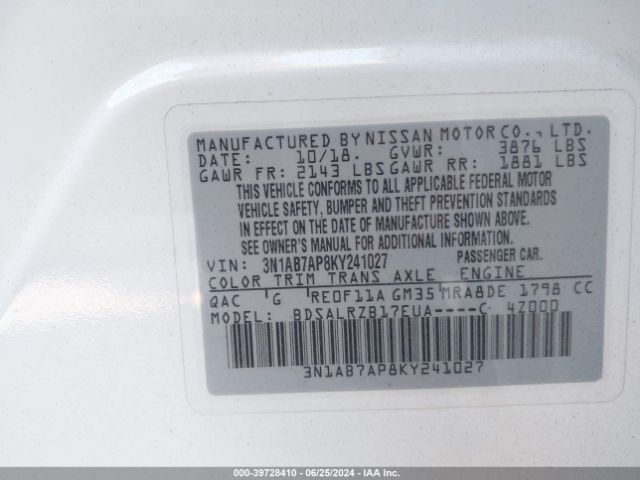 MANUFACTURED BY NISSAN MOTOR CO., LTD.
DATE: 10/18. GVWR: 3876 LBS
GAWR FR: 2143 LBS GAWR RR: 1881 LBS
THIS VEHICLE CONFORMS TO ALL APPLICABLE FEDERAL MOTOR
VEHICLE SAFETY, BUMPER AND THEFT PREVENTION STANDARDS
IN EFFECT ON THE DATE OF MANUFACTURE SHOWN ABOVE.
SEE OWNER'S MANUAL FOR ADDITIONAL INFORMATION.
VIN: 3N1AB7AP8KY241027 PASSENGER CAR.
COLOR TRIM TRANS AXLE ENGINE
QAC G RE0F11A GM35 MRA8DE 1798 CC
MODEL: BDSALRZB17EUA----C 4Z000
3N1AB7AP8KY241027
000-39728410 | 06/25/2024 | IAA Inc.